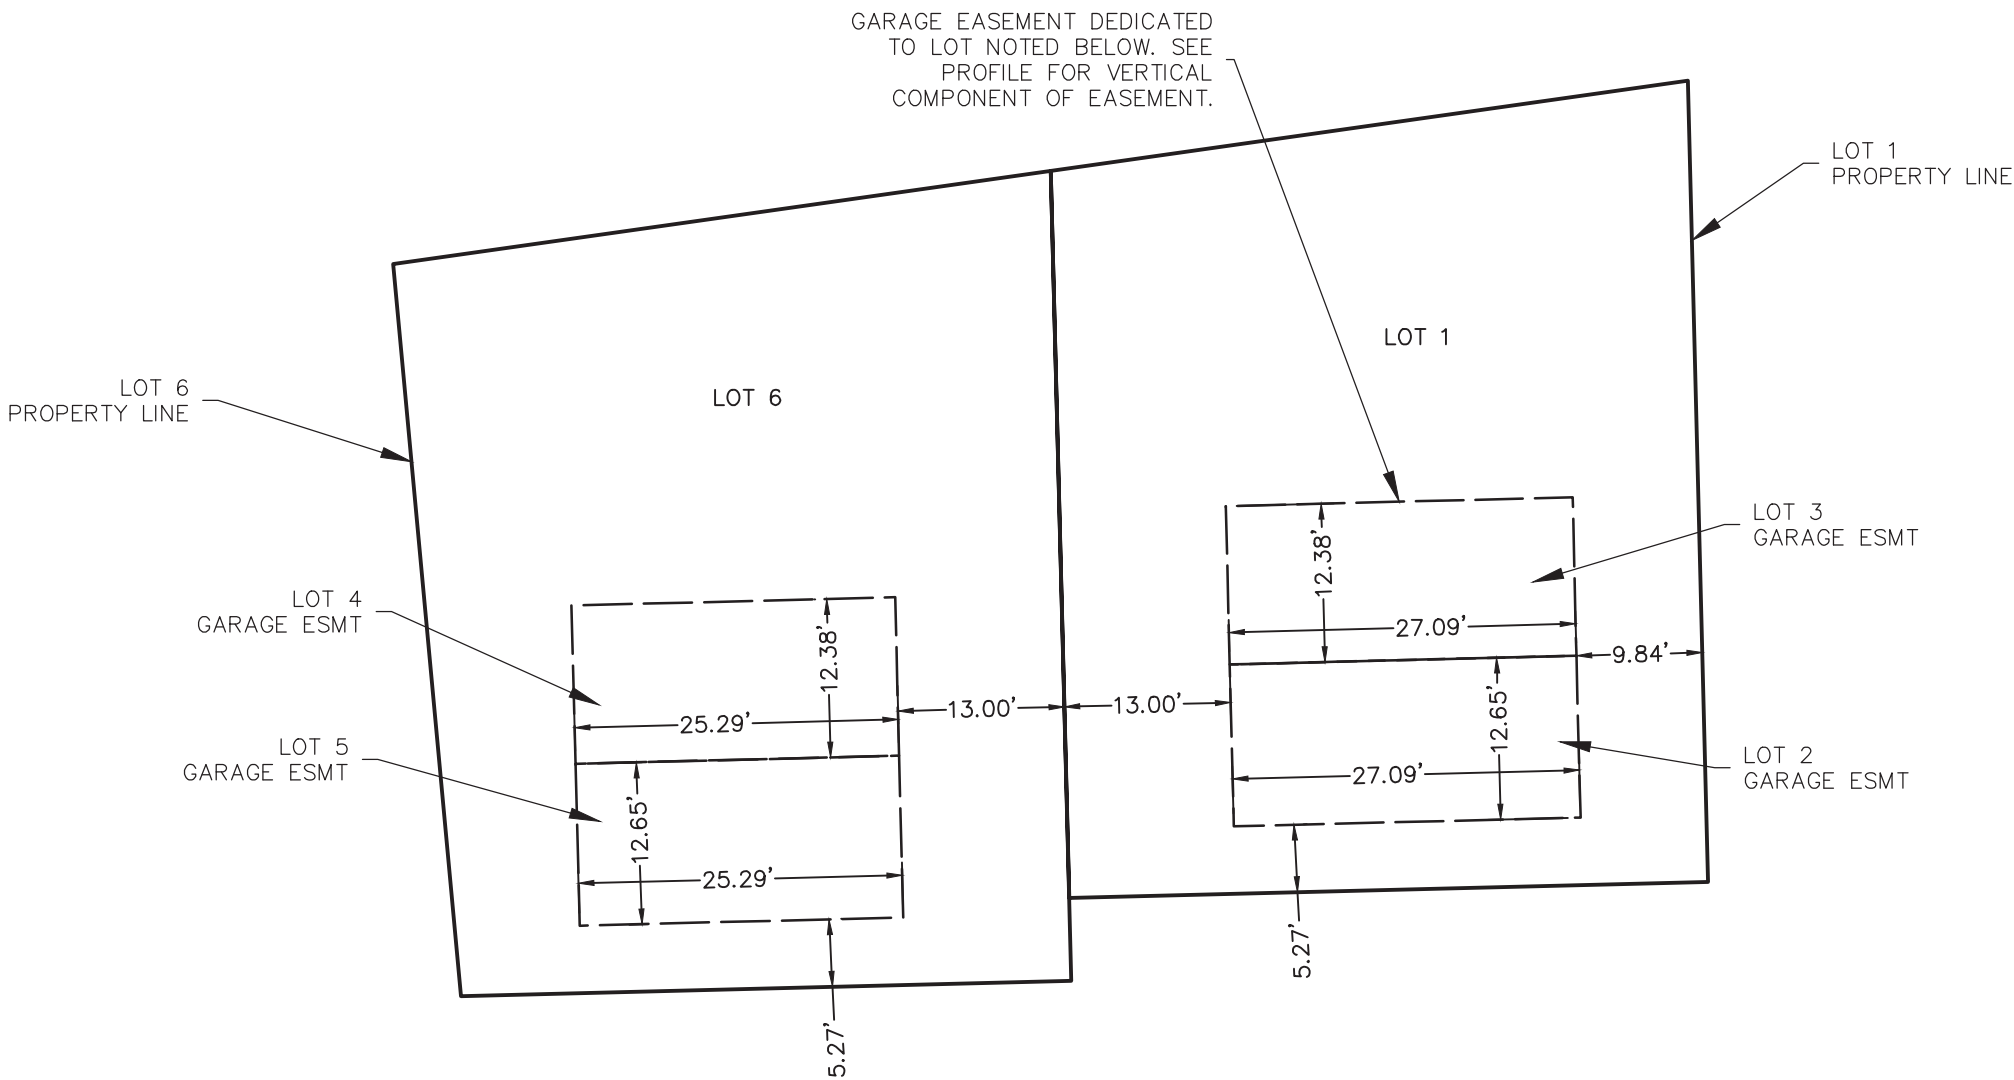 GARAGE EASEMENT DEDICATED
TO LOT NOTED BELOW. SEE
PROFILE FOR VERTICAL
COMPONENT OF EASEMENT.
LOT 1
PROPERTY LINE
LOT 1
LOT 6
PROPERTY LINE
LOT 6
LOT 3
GARAGE ESMT
12.38'
27.09'
9.84'
LOT 4
GARAGE ESMT
12.38'
25.29'
13.00'
13.00'
12.65'
27.09'
LOT 2
GARAGE ESMT
LOT 5
GARAGE ESMT
12.65'
25.29'
5.27'
5.27'